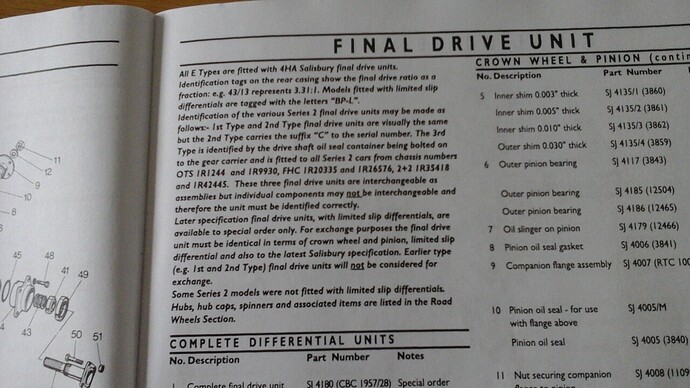 FINAL DRIVE UNIT
All E Types are fitted with 4HA Salisbury final drive units.
Identification tags on the rear casing show the final drive ratio as a
fraction: e.g. 43/13 represents 3.31:1. Models fitted with limited slip
differentials are tagged with the letters "BP-L".
Identification of the various Series 2 final drive units may be made as
follows:- 1st Type and 2nd Type final drive units are visually the same
but the 2nd Type carries the suffix "C" to the serial number. The 3rd
Type is identified by the drive shaft oil seal container being bolted on
to the gear carrier and is fitted to all Series 2 cars from chassis numbers
OTS 1R1244 and 1R9930, FHC 1R20335 and 1R26576, 2+2 1R35418
and 1R42445. These three final drive units are interchangeable as
assemblies but individual components may not be interchangeable and
therefore the unit must be identified correctly.
Later specification final drive units, with limited slip differentials, are
available to special order only. For exchange purposes the final drive
unit must be identical in terms of crown wheel and pinion, limited slip
differential and also to the latest Salisbury specification. Earlier type
(e.g. 1st and 2nd Type) final drive units will not be considered for
exchange.
Some Series 2 models were not fitted with limited slip differentials.
Hubs, hub caps, spinners and associated items are listed in the Road
Wheels Section.
COMPLETE DIFFERENTIAL UNITS
No. Description Part Number Notes
1 Complete final drive unit SJ 4180 (CBC 1957/28) Special order
CROWN WHEEL & PINION (contin
No. Description Part Number
5 Inner shim 0.003" thick SJ 4135/1 (3860)
Inner shim 0.005" thick SJ 4135/2 (3861)
Inner shim 0.010" thick SJ 4135/3 (3862)
Outer shim 0.030" thick SJ 4135/4 (3859)
6 Outer pinion bearing SJ 4117 (3843)
Outer pinion bearing SJ 4185 (12504)
Outer pinion bearing SJ 4186 (12465)
7 Oil slinger on pinion SJ 4179 (12466)
8 Pinion oil seal gasket SJ 4006 (3841)
9 Companion flange assembly SJ 4007 (RTC 100
10 Pinion oil seal - for use SJ 4005/M
with flange above
Pinion oil seal SJ 4005 (3840)
11 Nut securing companion SJ 4008 (1109
flange to pinion
12
11
10
9
8
48
41
49
43
50
51